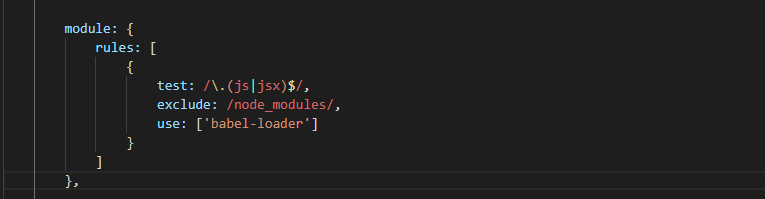 module: {
rules: [
{
test: /\.(js|jsx)$/,
exclude: /node_modules/,
use: ['babel-loader']
}
]
},